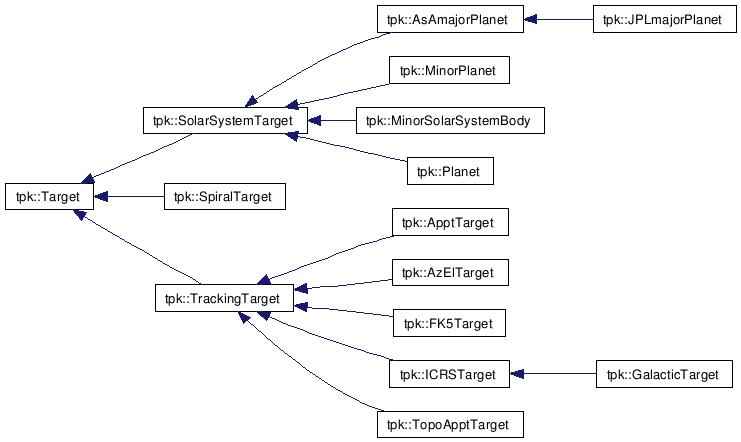 tpk::AsAmajorPlanet
tpk::JPLmajorPlanet
tpk::MinorPlanet
tpk::SolarSystemTarget
tpk::MinorSolarSystemBody
tpk::Planet
tpk::Target
tpk::SpiralTarget
tpk::ApptTarget
tpk::AzElTarget
tpk::TrackingTarget
tpk::FK5Target
tpk::ICRSTarget
tpk::GalacticTarget
tpk::TopoApptTarget